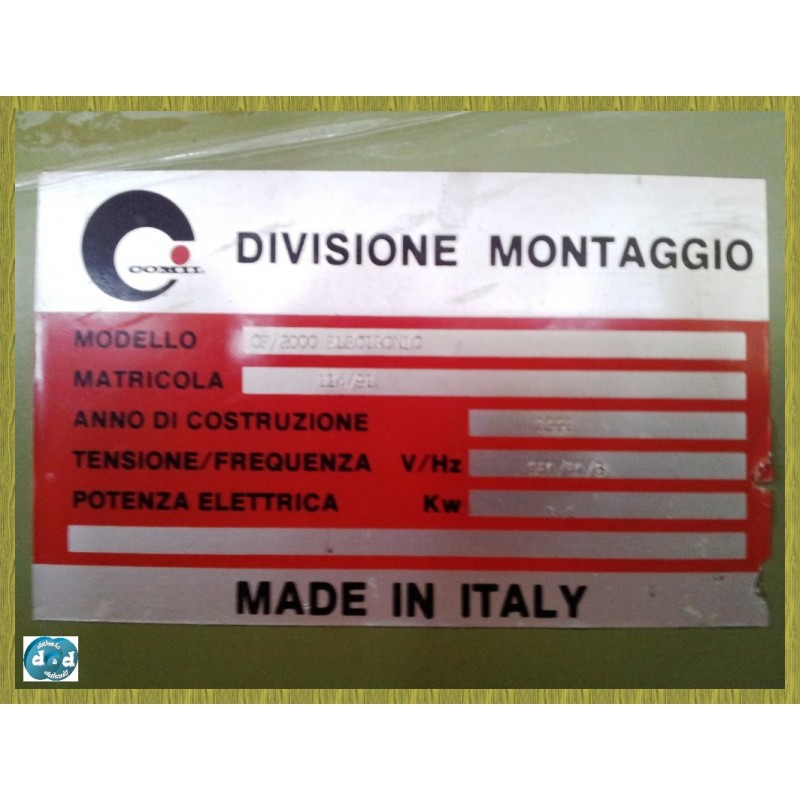 COMIL
DIVISIONE MONTAGGIO
MODELLO CF/2000 ELECTRONIC
MATRICOLA 114/91
ANNO DI COSTRUZIONE
TENSIONE/FREQUENZA V/Hz
POTENZA ELETTRICA Kw
MADE IN ITALY
d d